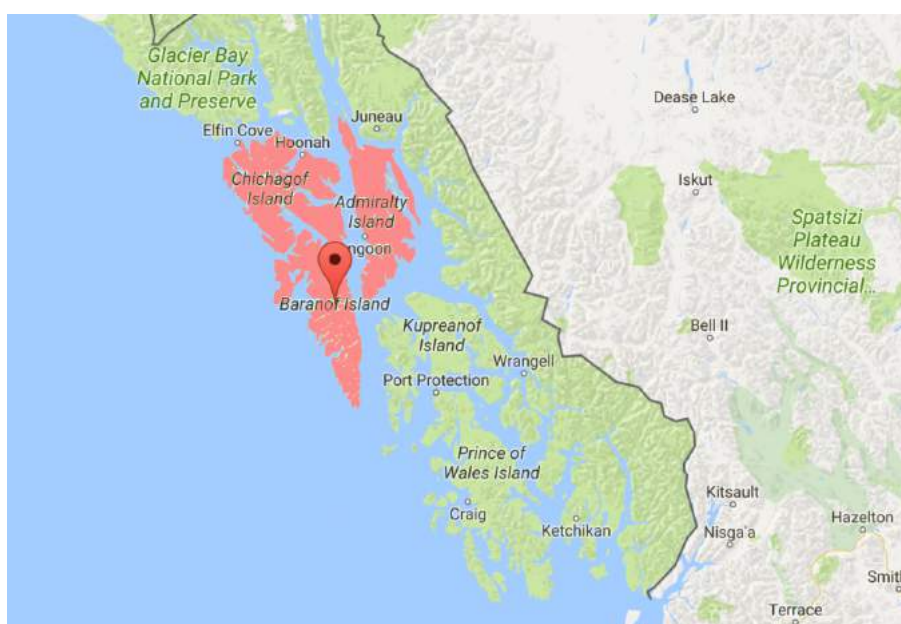 Glacier Bay
National Park
and Preserve
Juneau
Dease Lake
Elfin Cove
Hoonah
Chichagof
Island
Iskut
Admiralty
Island
ngoon
Spatsizi
Plateau
Wilderness
Provincial...
Baranof Island
Kupreanof
Island
Bell II
Wrangell
Port Protection
Prince of
Wales Island
Craig
Ketchikan
Kitsault
Hazelton
Nisga'a
Smit
Terrace